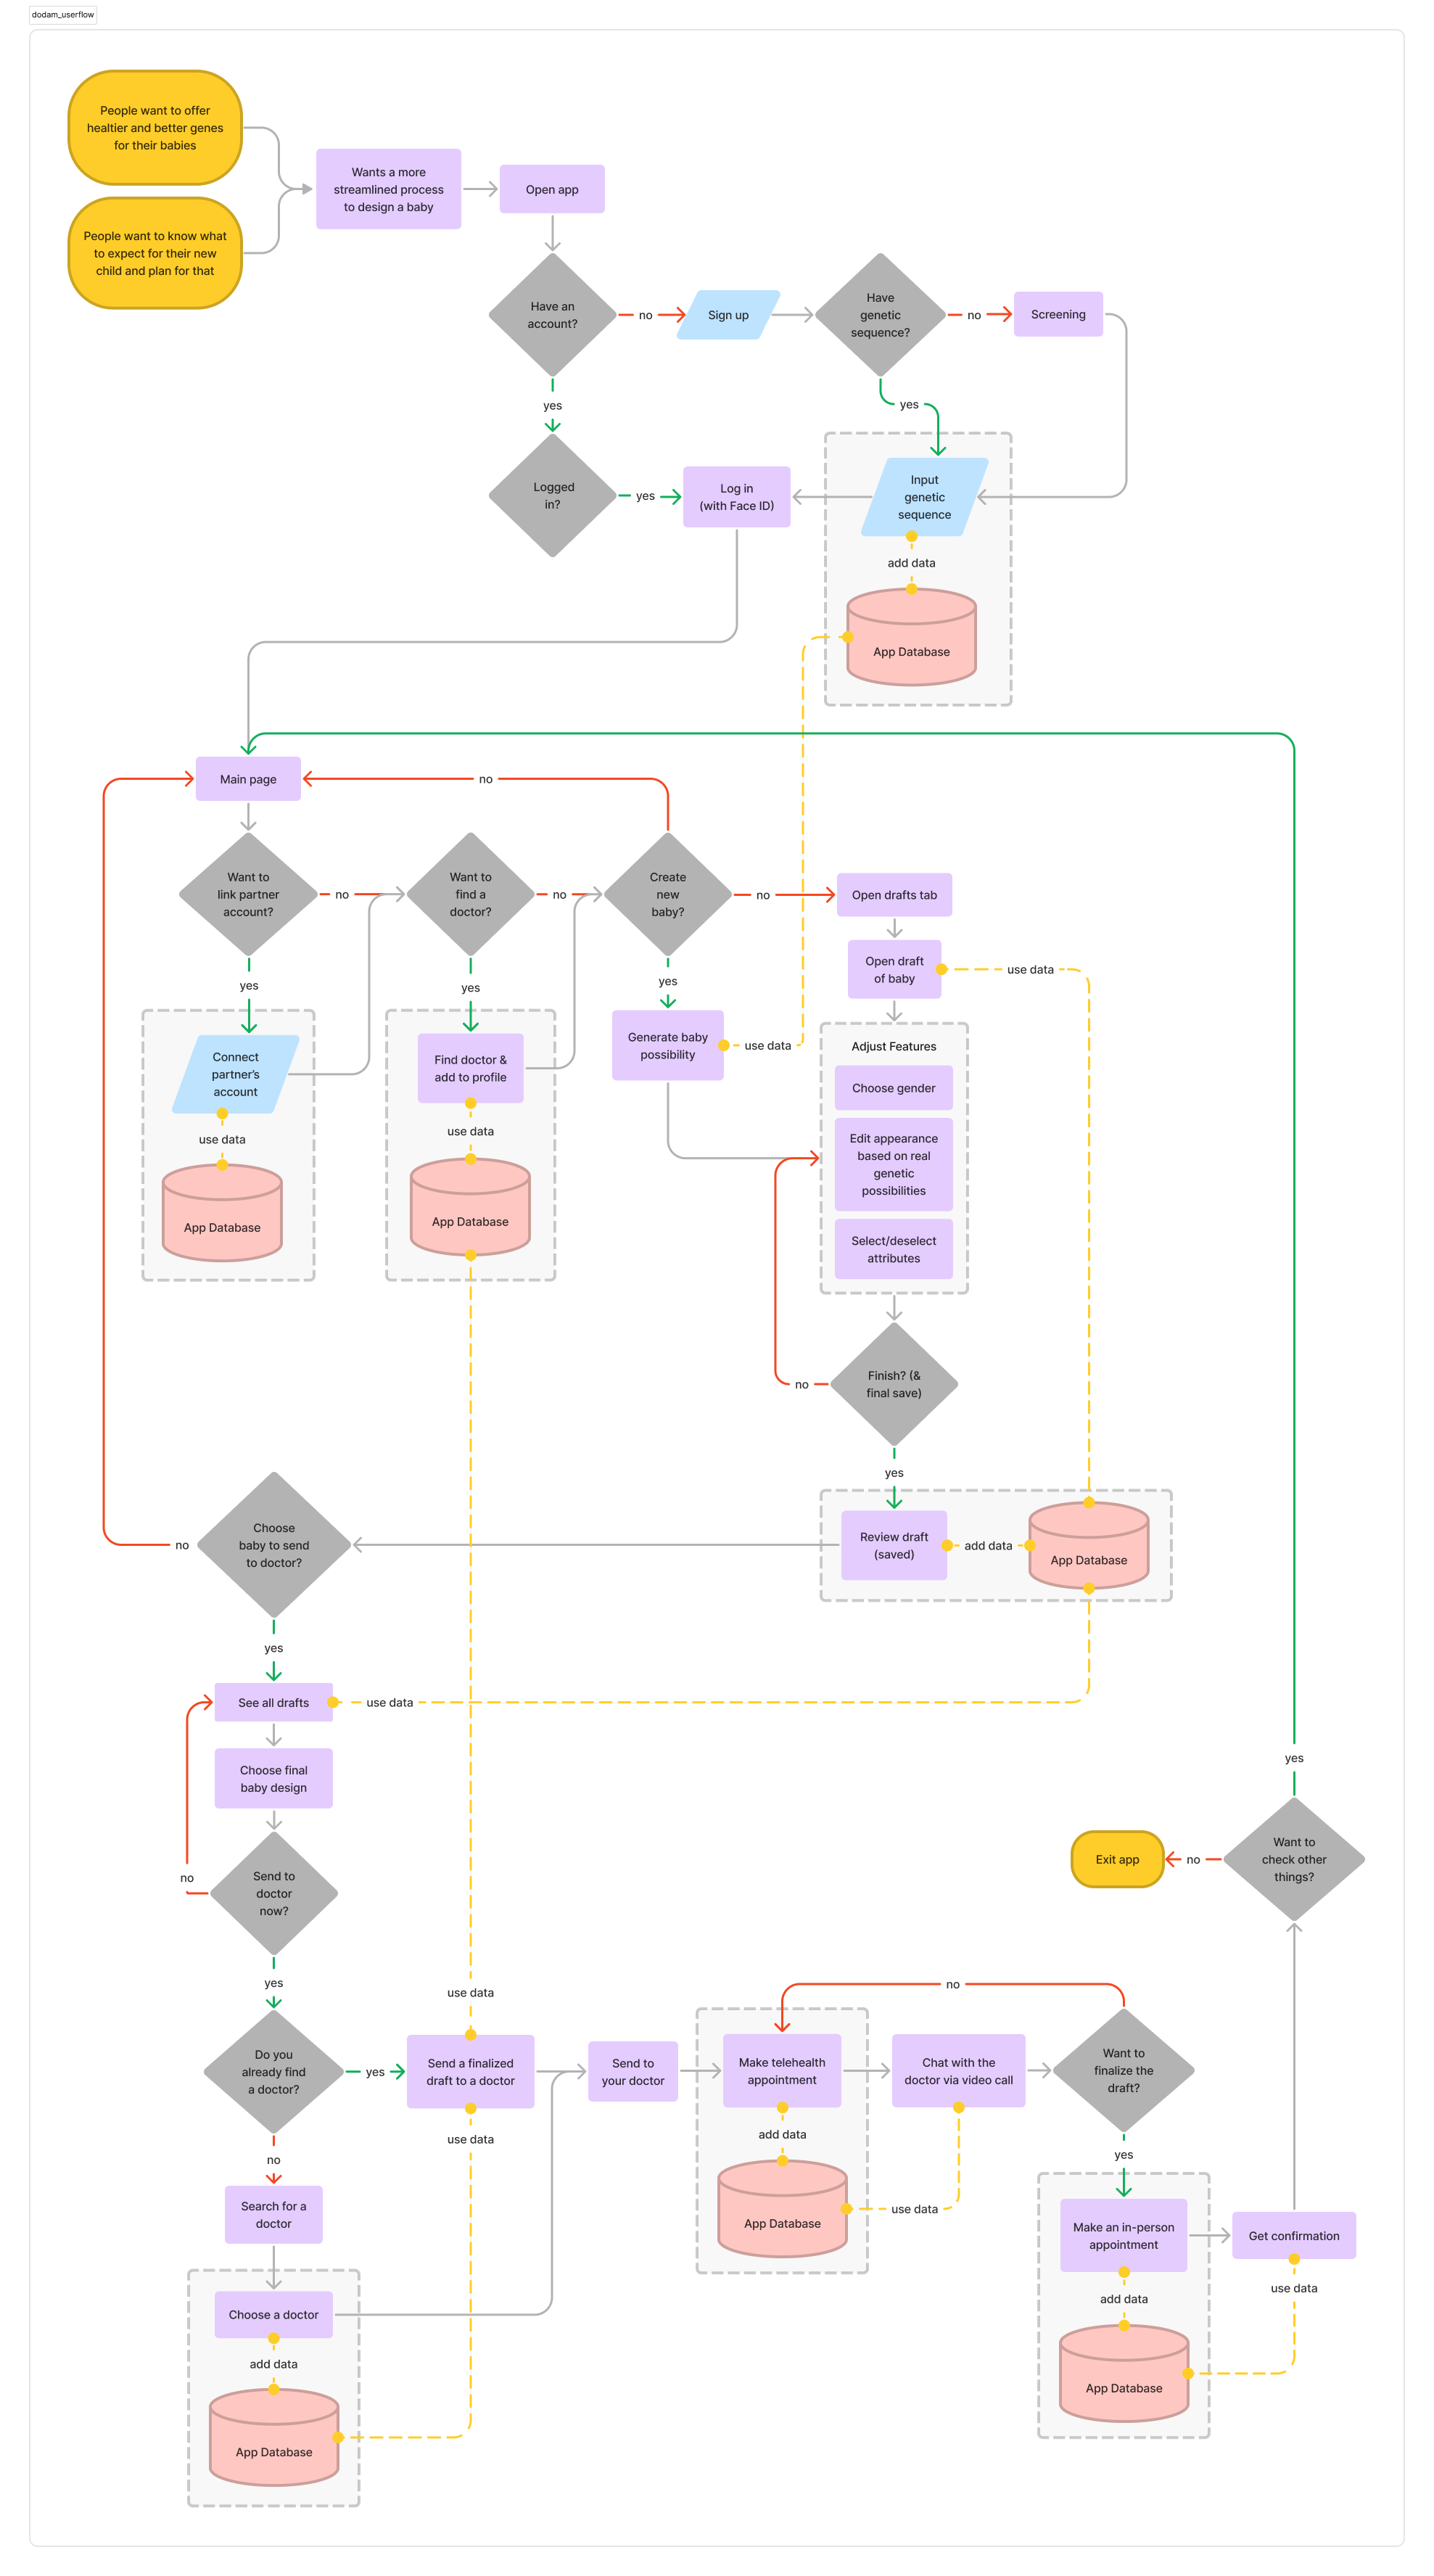 dodam_userflow
People want to offer
healtier and better genes
for their babies
Wants a more
streamlined process
to design a baby
Open app
People want to know what
to expect for their new
child and plan for that
Have an
account?
no
Sign up
Have
genetic
sequence?
no
Screening
yes
yes
Logged
in?
yes
Log in
(with Face ID)
Input
genetic
sequence
add data
App Database
Main page
no
Want to
link partner
account?
no
Want to
find a
doctor?
no
Create
new
baby?
no
Open drafts tab
Open draft
of baby
use data
yes
yes
yes
Connect
partner's
account
use data
App Database
Find doctor &
add to profile
use data
App Database
Generate baby
possibility
use data
Adjust Features
Choose gender
Edit appearance
based on real
genetic
possibilities
Select/deselect
attributes
Finish? (&
final save)
no
yes
Choose
baby to send
to doctor?
no
Review draft
(saved)
add data
App Database
yes
See all drafts
use data
Choose final
baby design
yes
Want to
check other
things?
no
Exit app
no
Send to
doctor
now?
yes
use data
no
Do you
already find
a doctor?
yes
Send a finalized
draft to a doctor
Send to
your doctor
Make telehealth
appointment
Chat with the
doctor via video call
Want to
finalize the
draft?
use data
add data
no
yes
App Database
use data
Search for a
doctor
Make an in-person
appointment
Get confirmation
add data
use data
Choose a doctor
add data
App Database
App Database